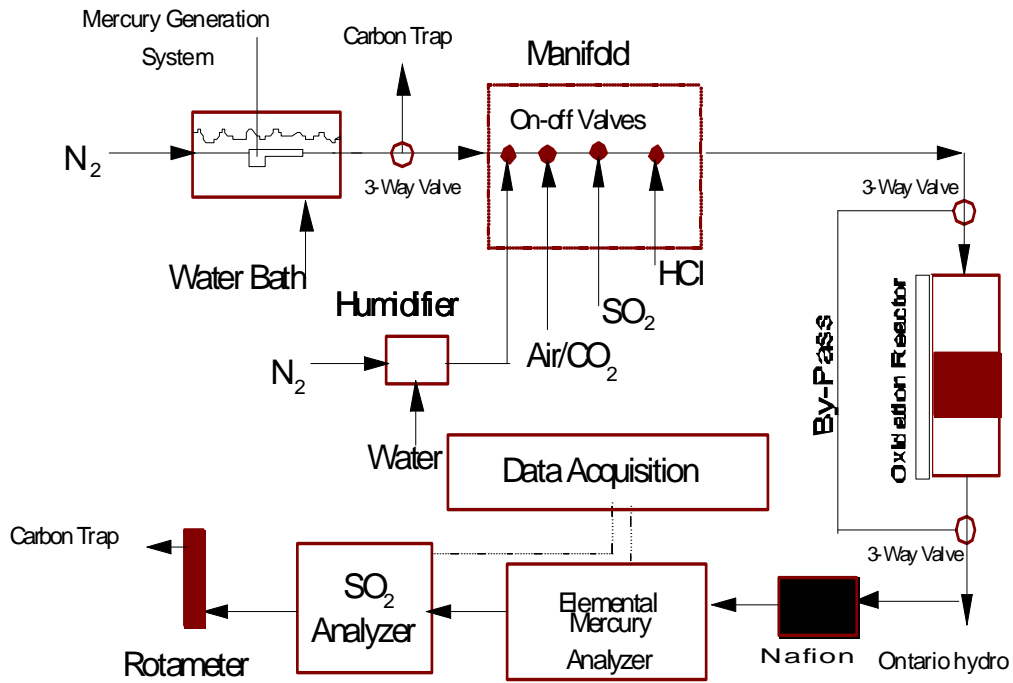 Mercury Generation
System
Carbon Trap
Manifold
On-off Valves
N2
3-Way Valve
3-Way Valve
Water Bath
HCl
Humidifier
SO2
Air/CO2
N2
Water
By-Pass
Oxidation Reactor
Data Acquisition
Carbon Trap
3-Way Valve
SO2
Analyzer
Elemental
Mercury
Analyzer
Rotameter
Nafion
Ontario hydro